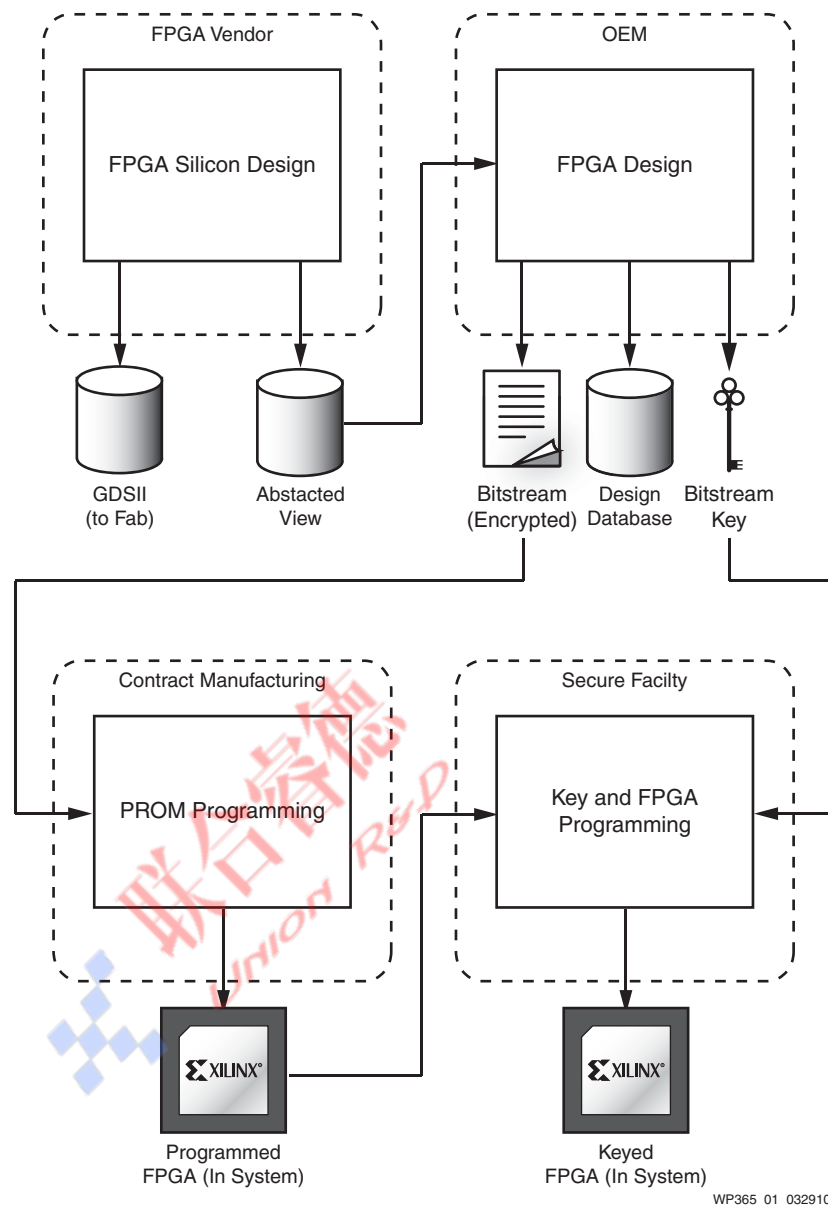 FPGA Vendor
OEM
FPGA Silicon Design
FPGA Design
GDSII
(to Fab)
Abstacted
View
Bitstream
(Encrypted)
Design
Database
Bitstream
Key
Contract Manufacturing
Secure Facilty
PROM Programming
Key and FPGA
Programming
联合睿德
UNION R&D
XILINX®
XILINX®
Programmed
FPGA (In System)
Keyed
FPGA (In System)
WP365_01_032910